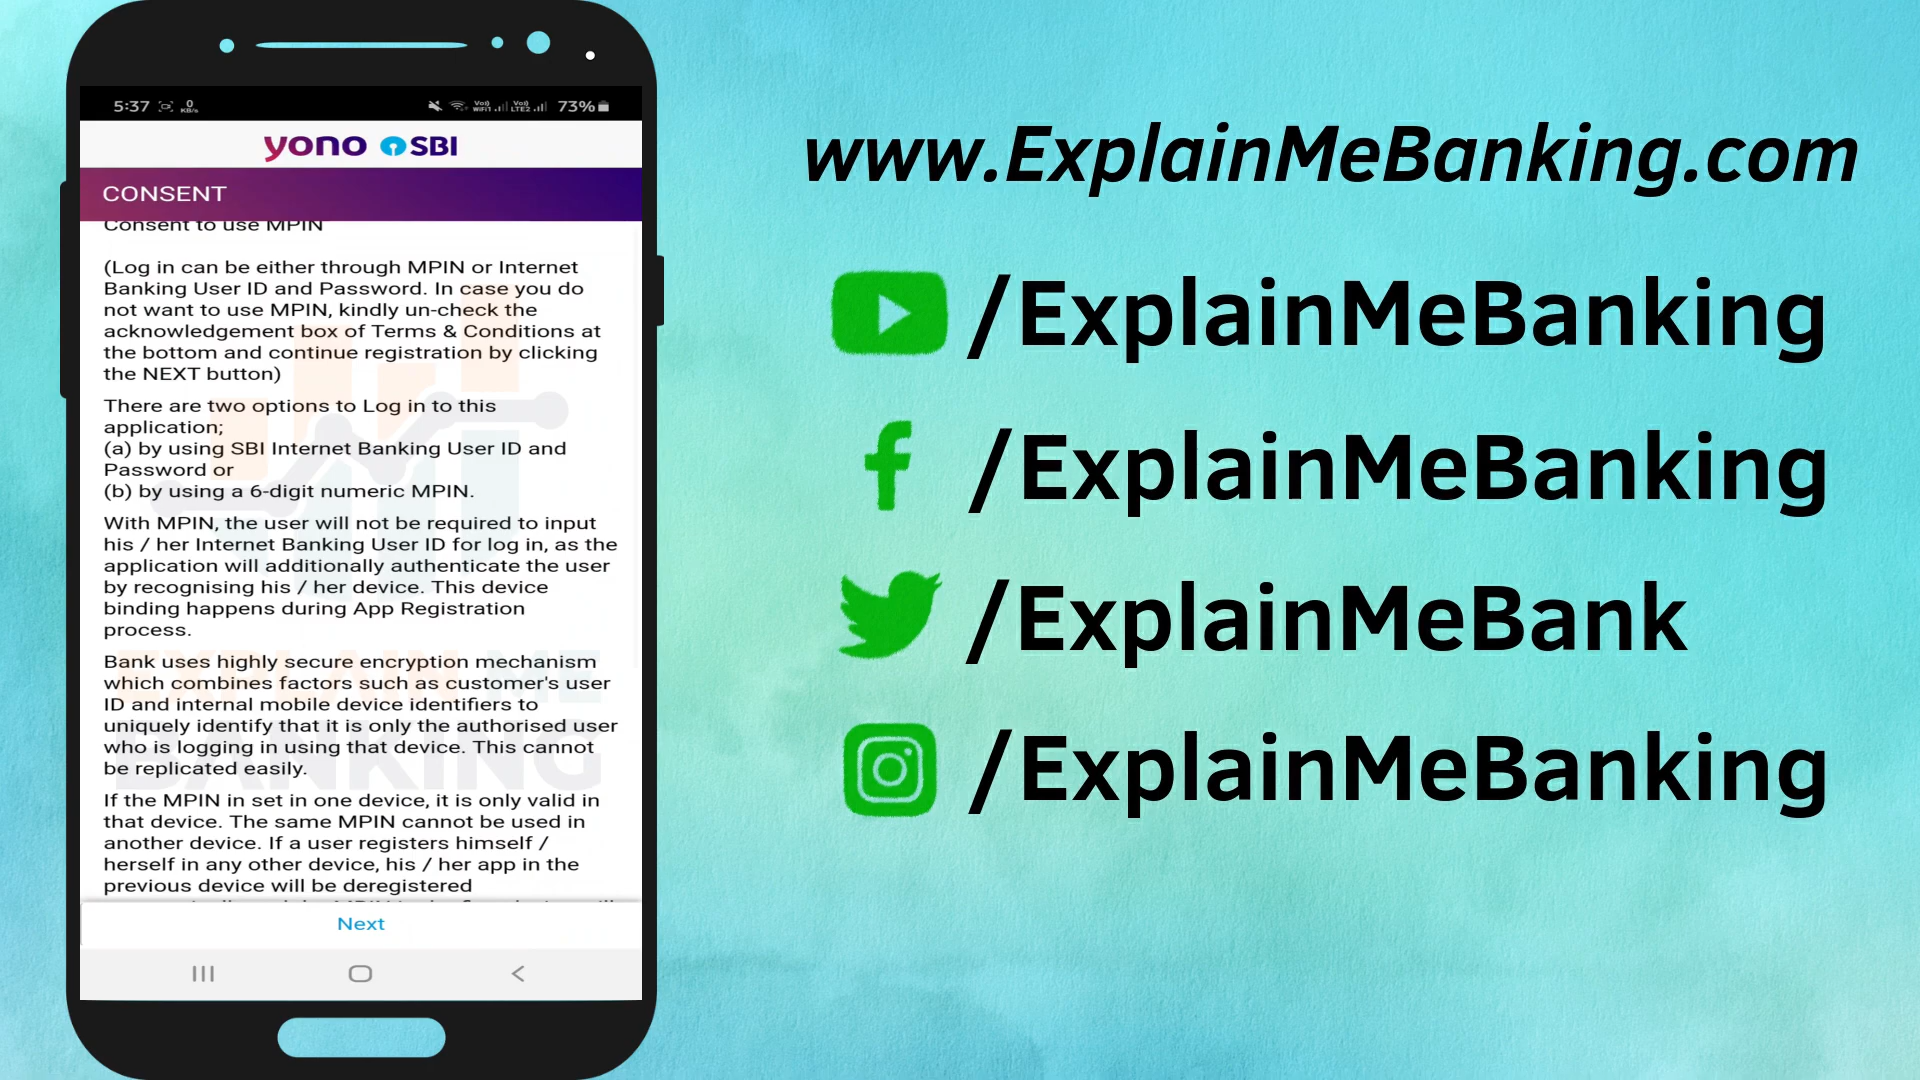 5:37 0 KB/s Vo)) WiFi1 Vo)) LTE2 73%
yono SBI
CONSENT
Consent to use MPIN
(Log in can be either through MPIN or Internet
Banking User ID and Password. In case you do
not want to use MPIN, kindly un-check the
acknowledgement box of Terms & Conditions at
the bottom and continue registration by clicking
the NEXT button)
There are two options to Log in to this
application;
(a) by using SBI Internet Banking User ID and
Password or
(b) by using a 6-digit numeric MPIN.
With MPIN, the user will not be required to input
his / her Internet Banking User ID for log in, as the
application will additionally authenticate the user
by recognising his / her device. This device
binding happens during App Registration
process.
Bank uses highly secure encryption mechanism
which combines factors such as customer's user
ID and internal mobile device identifiers to
uniquely identify that it is only the authorised user
who is logging in using that device. This cannot
be replicated easily.
If the MPIN in set in one device, it is only valid in
that device. The same MPIN cannot be used in
another device. If a user registers himself /
herself in any other device, his / her app in the
previous device will be deregistered
Next
EXPLAIN ME
BANKING
www.ExplainMeBanking.com
/ExplainMeBanking
/ExplainMeBanking
/ExplainMeBank
/ExplainMeBanking